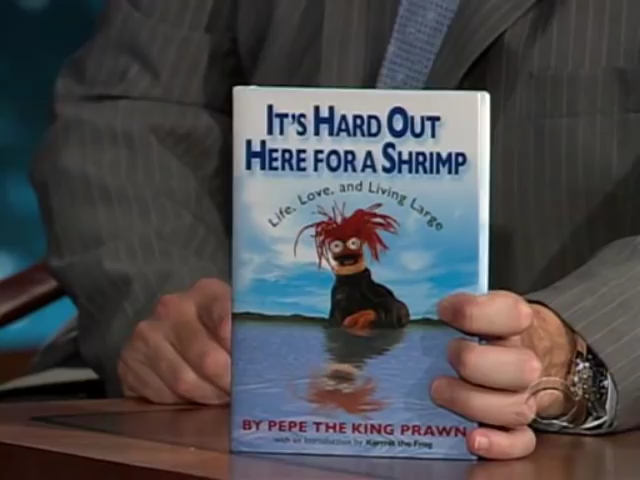 IT'S HARD OUT
HERE FOR A SHRIMP
Life, Love, and Living Large
BY PEPE THE KING PRAWN
with an introduction by Kermit the Frog